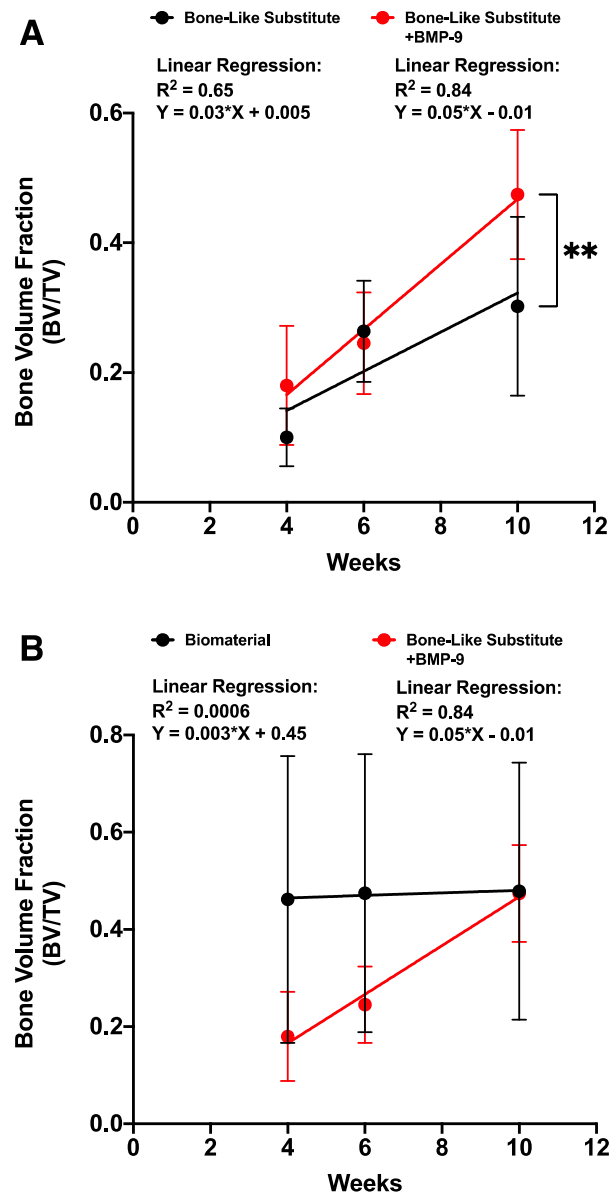 A
Bone-Like Substitute
Bone-Like Substitute
+BMP-9
Linear Regression:
R² = 0.65
Y = 0.03*X + 0.005
Linear Regression:
R² = 0.84
Y = 0.05*X - 0.01
Bone Volume Fraction
(BV/TV)
0.6
0.4
0.2
0.0
**
0 2 4 6 8 10 12
Weeks
B
Biomaterial
Bone-Like Substitute
+BMP-9
Linear Regression:
R² = 0.0006
Y = 0.003*X + 0.45
Linear Regression:
R² = 0.84
Y = 0.05*X - 0.01
Bone Volume Fraction
(BV/TV)
0.8
0.6
0.4
0.2
0.0
0 2 4 6 8 10 12
Weeks